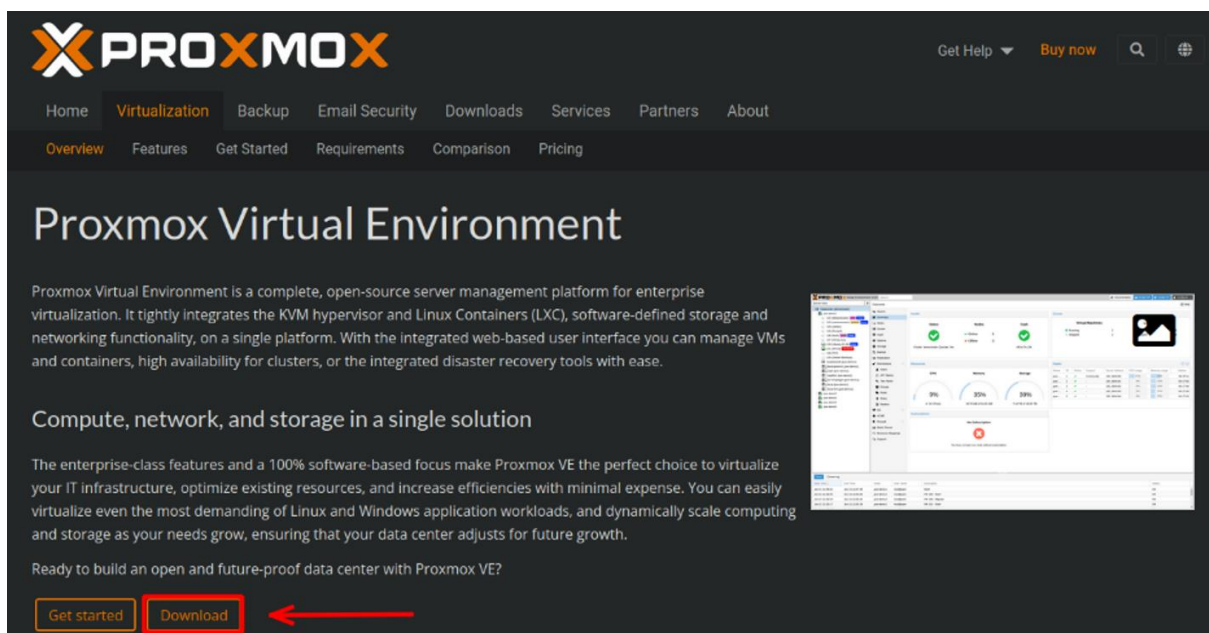 PROXMOX
Get Help
Buy now
Home Virtualization Backup Email Security Downloads Services Partners About
Overview Features Get Started Requirements Comparison Pricing
Proxmox Virtual Environment
Proxmox Virtual Environment is a complete, open-source server management platform for enterprise
virtualization. It tightly integrates the KVM hypervisor and Linux Containers (LXC), software-defined storage and
networking functionality, on a single platform. With the integrated web-based user interface you can manage VMs
and containers, high availability for clusters, or the integrated disaster recovery tools with ease.
Compute, network, and storage in a single solution
The enterprise-class features and a 100% software-based focus make Proxmox VE the perfect choice to virtualize
your IT infrastructure, optimize existing resources, and increase efficiencies with minimal expense. You can easily
virtualize even the most demanding of Linux and Windows application workloads, and dynamically scale computing
and storage as your needs grow, ensuring that your data center adjusts for future growth.
Ready to build an open and future-proof data center with Proxmox VE?
Get started Download
35% 39%